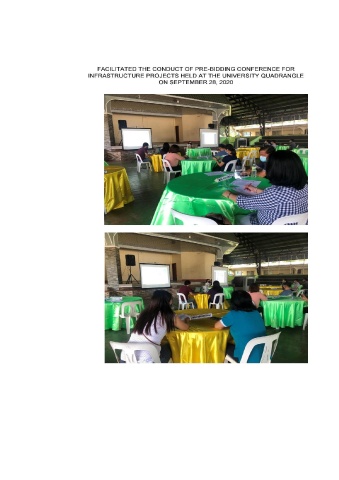 FACILITATED THE CONDUCT OF PRE-BIDDING CONFERENCE FOR
INFRASTRUCTURE PROJECTS HELD AT THE UNIVERSITY QUADRANGLE
ON SEPTEMBER 28, 2020